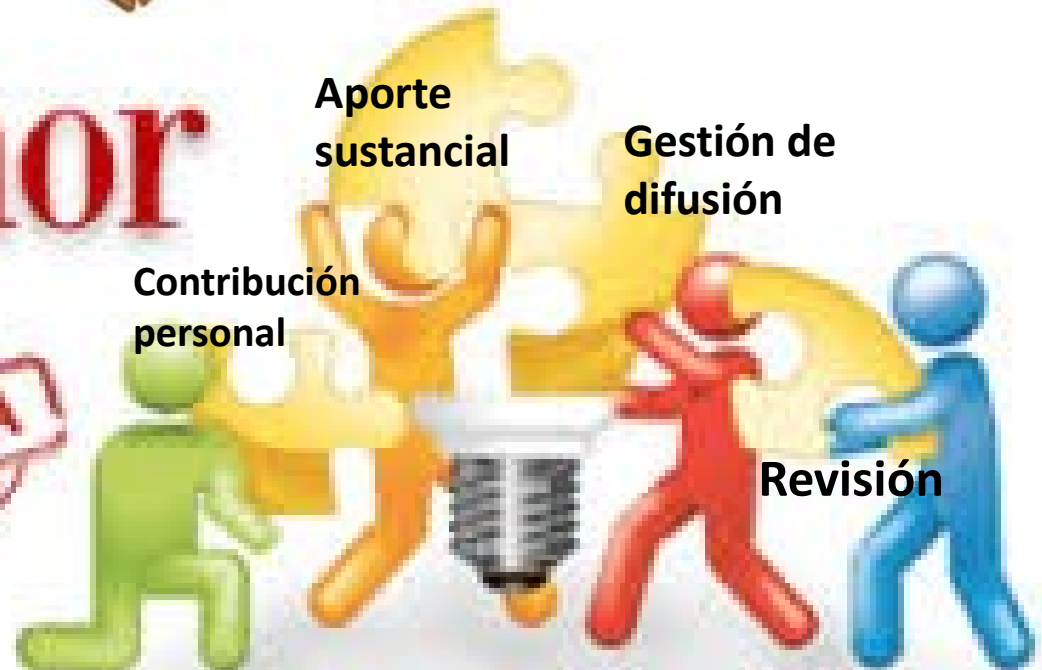 Aporte
sustancial
Gestión de
difusión
Contribución
personal
Revisión